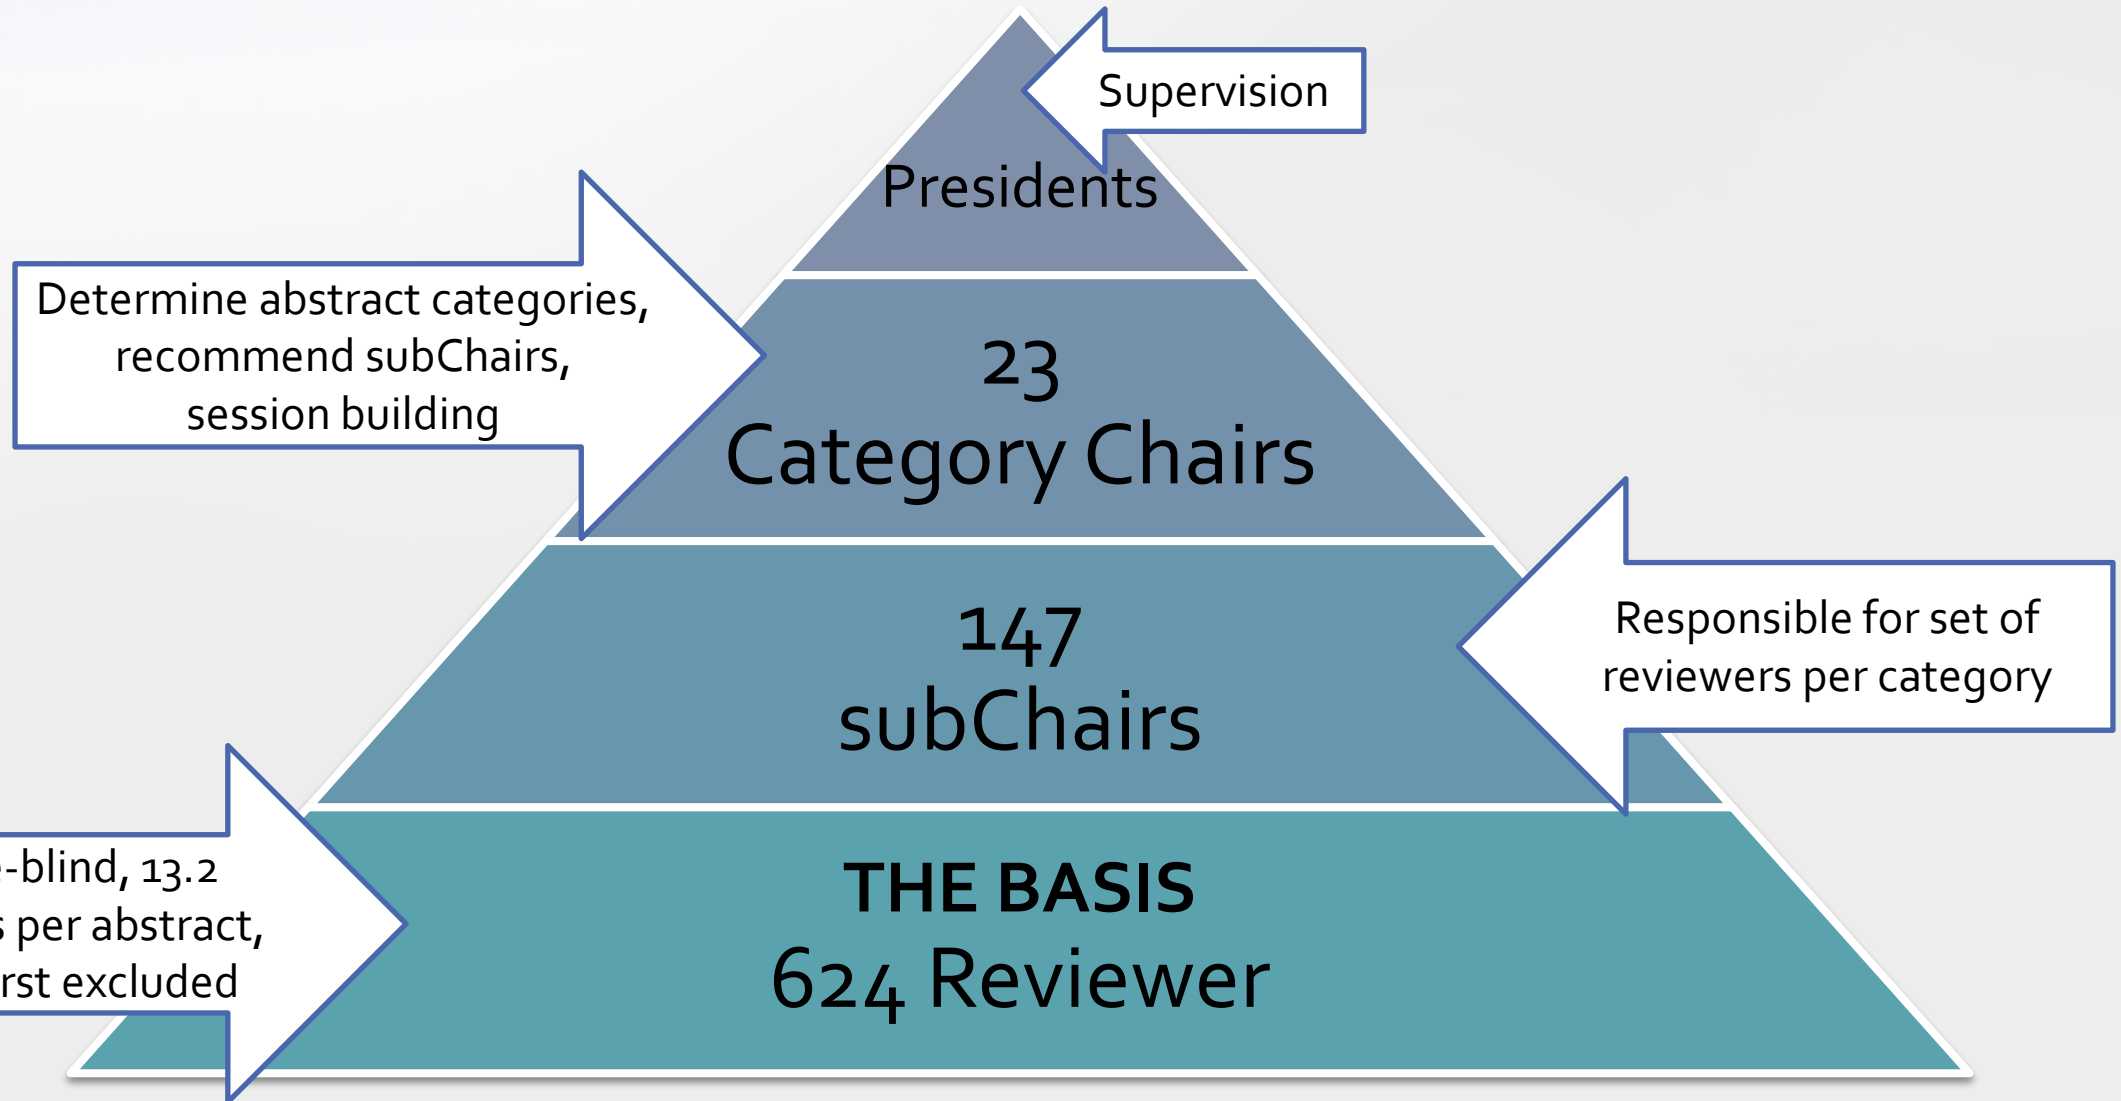 Supervision
Presidents
Determine abstract categories,
recommend subChairs,
session building
23
Category Chairs
147
subChairs
Responsible for set of
reviewers per category
THE BASIS
624 Reviewer
-blind, 13.2
per abstract,
excluded